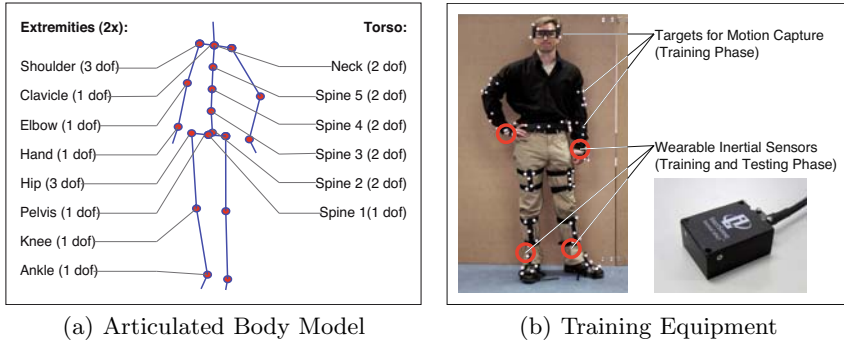 Extremities (2x):
Torso:
Shoulder (3 dof)
Clavicle (1 dof)
Elbow (1 dof)
Hand (1 dof)
Hip (3 dof)
Pelvis (1 dof)
Knee (1 dof)
Ankle (1 dof)
Neck (2 dof)
Spine 5 (2 dof)
Spine 4 (2 dof)
Spine 3 (2 dof)
Spine 2 (2 dof)
Spine 1(1 dof)
(a) Articulated Body Model
Targets for Motion Capture
(Training Phase)
Wearable Inertial Sensors
(Training and Testing Phase)
(b) Training Equipment